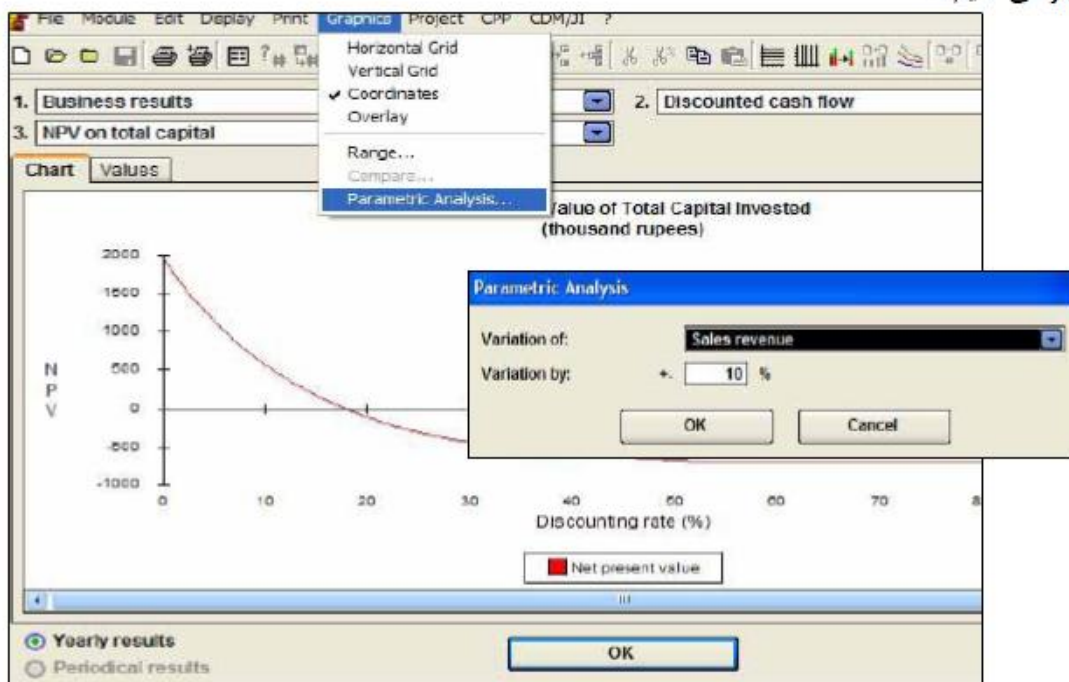 File Module Edit Display Print Graphics Project CPP CDM/JI ?
Horizontal Grid
Vertical Grid
Coordinates
Overlay
Range...
Compare...
Parametric Analysis...
1. Business results
2. Discounted cash flow
3. NPV on total capital
Chart Values
Value of Total Capital Invested
(thousand rupees)
2000
1500
1000
500
0
-500
-1000
NPV
0 10 20 30 40 50 60 70 8
Discounting rate (%)
Net present value
Parametric Analysis
Variation of: Sales revenue
Variation by: +- 10 %
OK Cancel
Yearly results
Periodical results
OK